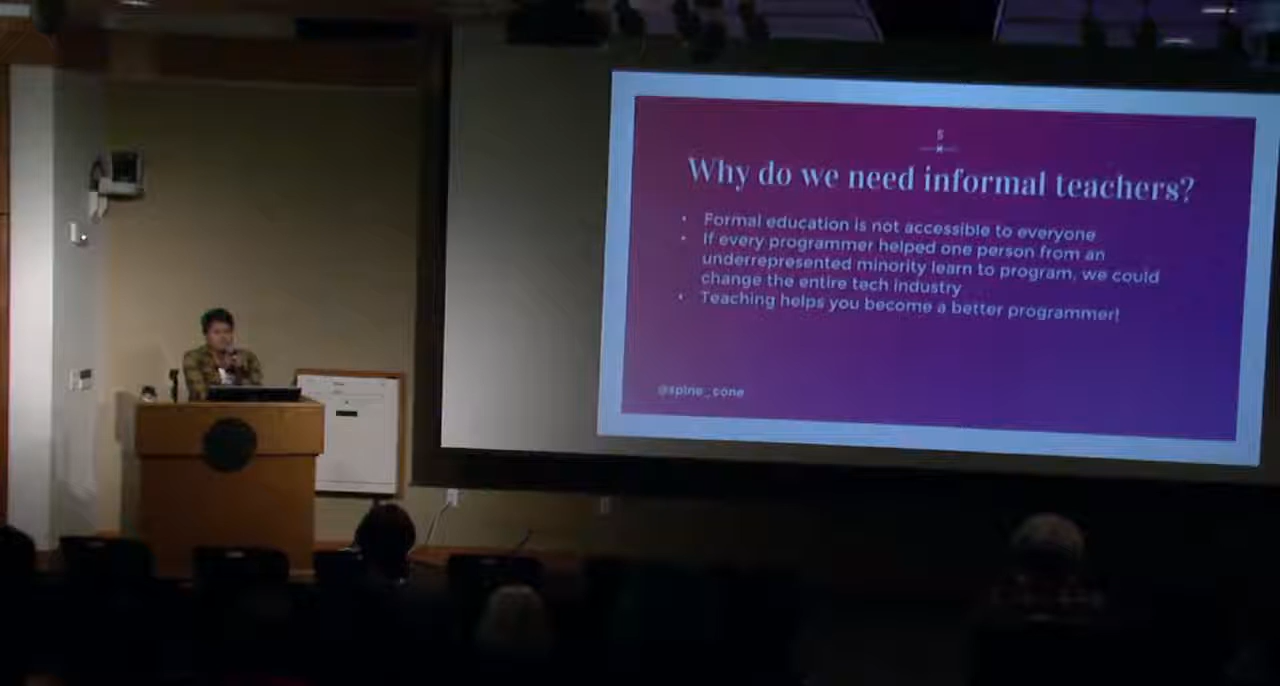 S
M
Why do we need informal teachers?
• Formal education is not accessible to everyone
• If every programmer helped one person from an
underrepresented minority learn to program, we could
change the entire tech industry
• Teaching helps you become a better programmer!
@spine_cone